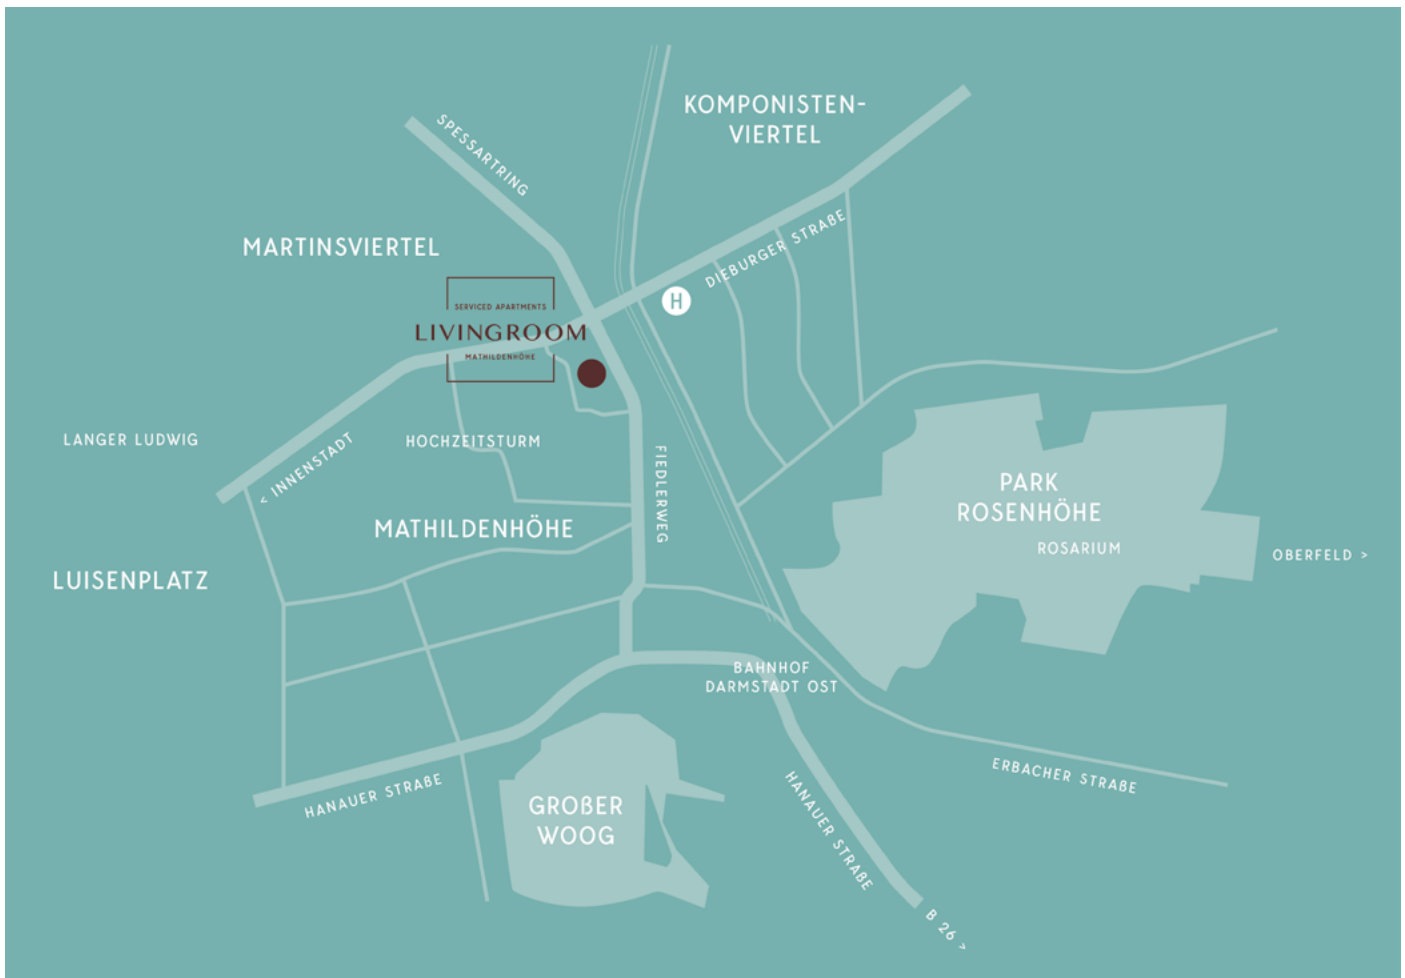 KOMPONISTEN-
VIERTEL
SPESSARTRING
MARTINSVIERTEL
DIEBURGER STRAßE
H
SERVICED APARTMENTS
LIVINGROOM
MATHILDENHÖHE
LANGER LUDWIG
< INNENSTADT
HOCHZEITSTURM
FIEDLERWEG
PARK
ROSENHÖHE
ROSARIUM
OBERFELD >
MATHILDENHÖHE
LUISENPLATZ
BAHNHOF
DARMSTADT OST
HANAUER STRAßE
GROßER
WOOG
HANAUER STRAßE
ERBACHER STRAßE
B 26 >